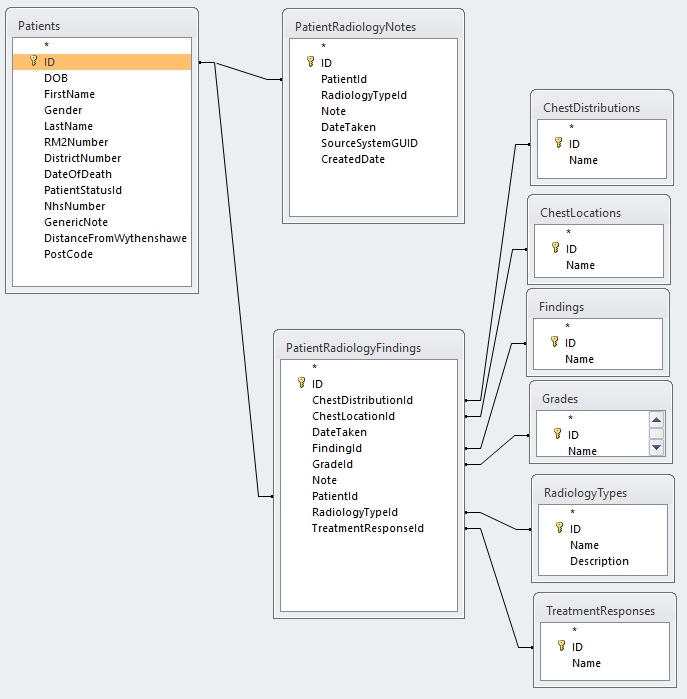 Patients
*
ID
DOB
FirstName
Gender
LastName
RM2Number
DistrictNumber
DateOfDeath
PatientStatusId
NhsNumber
GenericNote
DistanceFromWythenshawe
PostCode
PatientRadiologyNotes
*
ID
PatientId
RadiologyTypeId
Note
DateTaken
SourceSystemGUID
CreatedDate
PatientRadiologyFindings
*
ID
ChestDistributionId
ChestLocationId
DateTaken
FindingId
GradeId
Note
PatientId
RadiologyTypeId
TreatmentResponseId
ChestDistributions
*
ID
Name
ChestLocations
*
ID
Name
Findings
*
ID
Name
Grades
*
ID
Name
RadiologyTypes
*
ID
Name
Description
TreatmentResponses
*
ID
Name